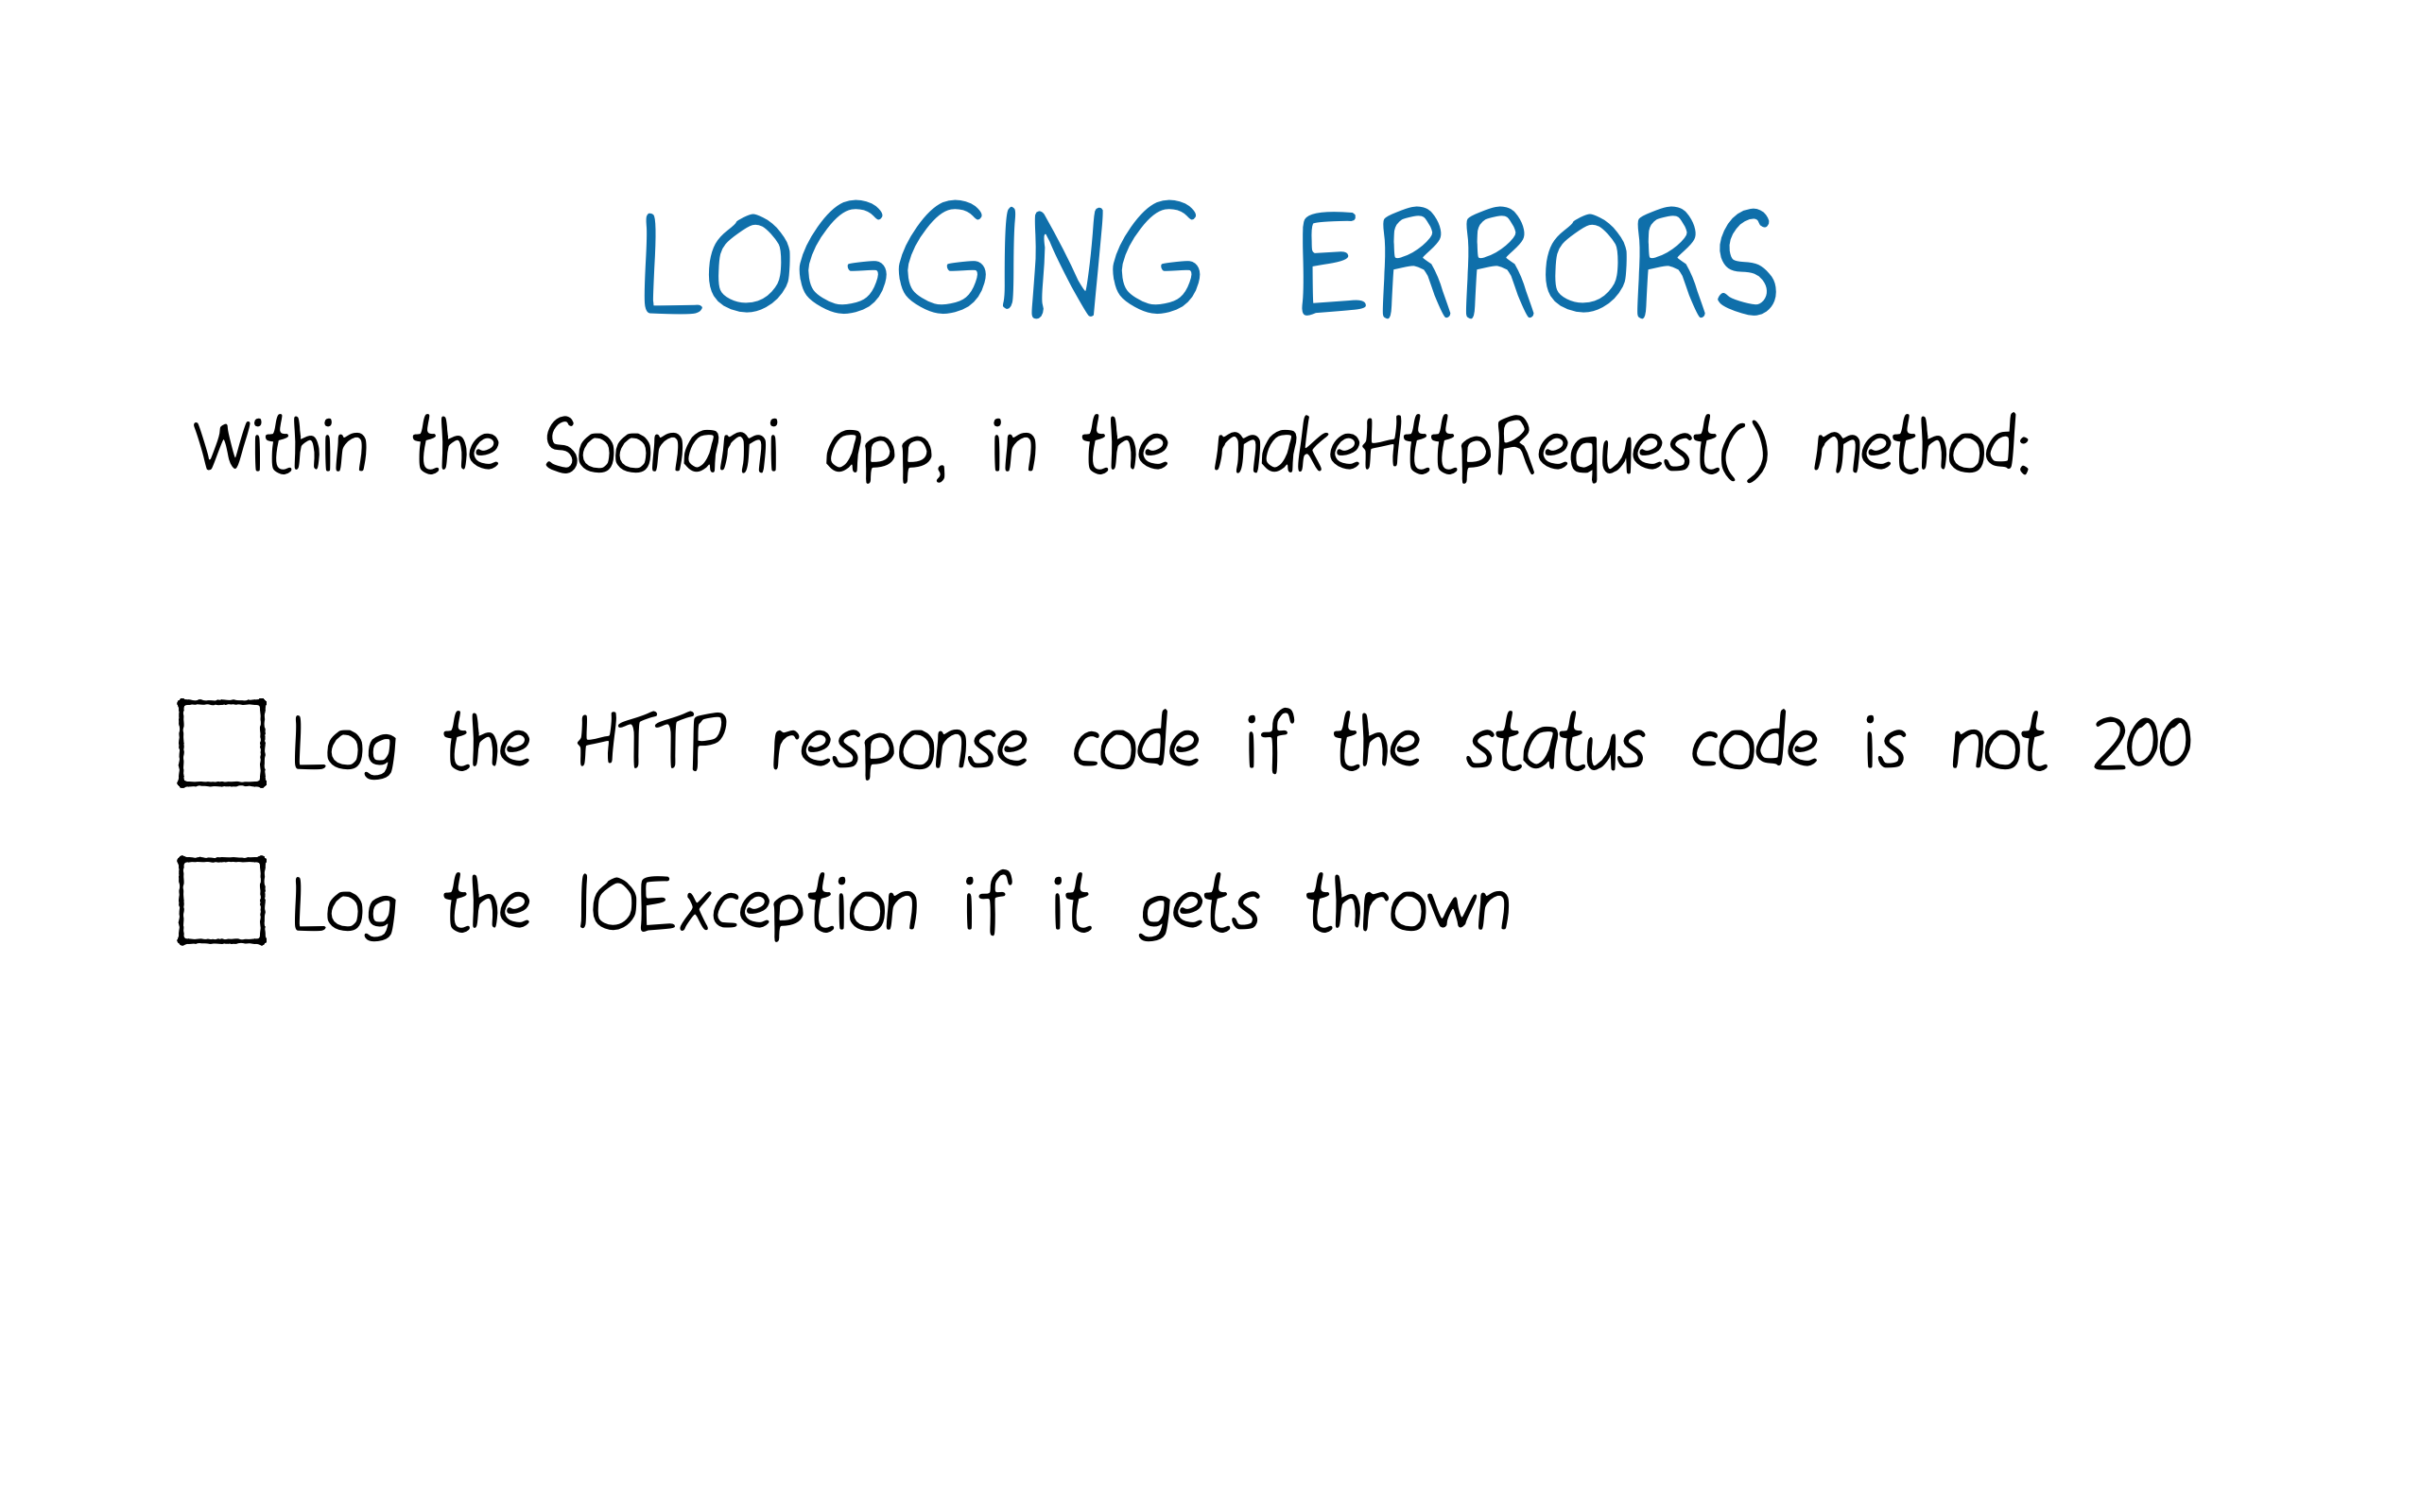 LOGGING ERRORS
Within the Soonami app, in the makeHttpRequest() method:
Log the HTTP response code if the status code is not 200
Log the IOException if it gets thrown